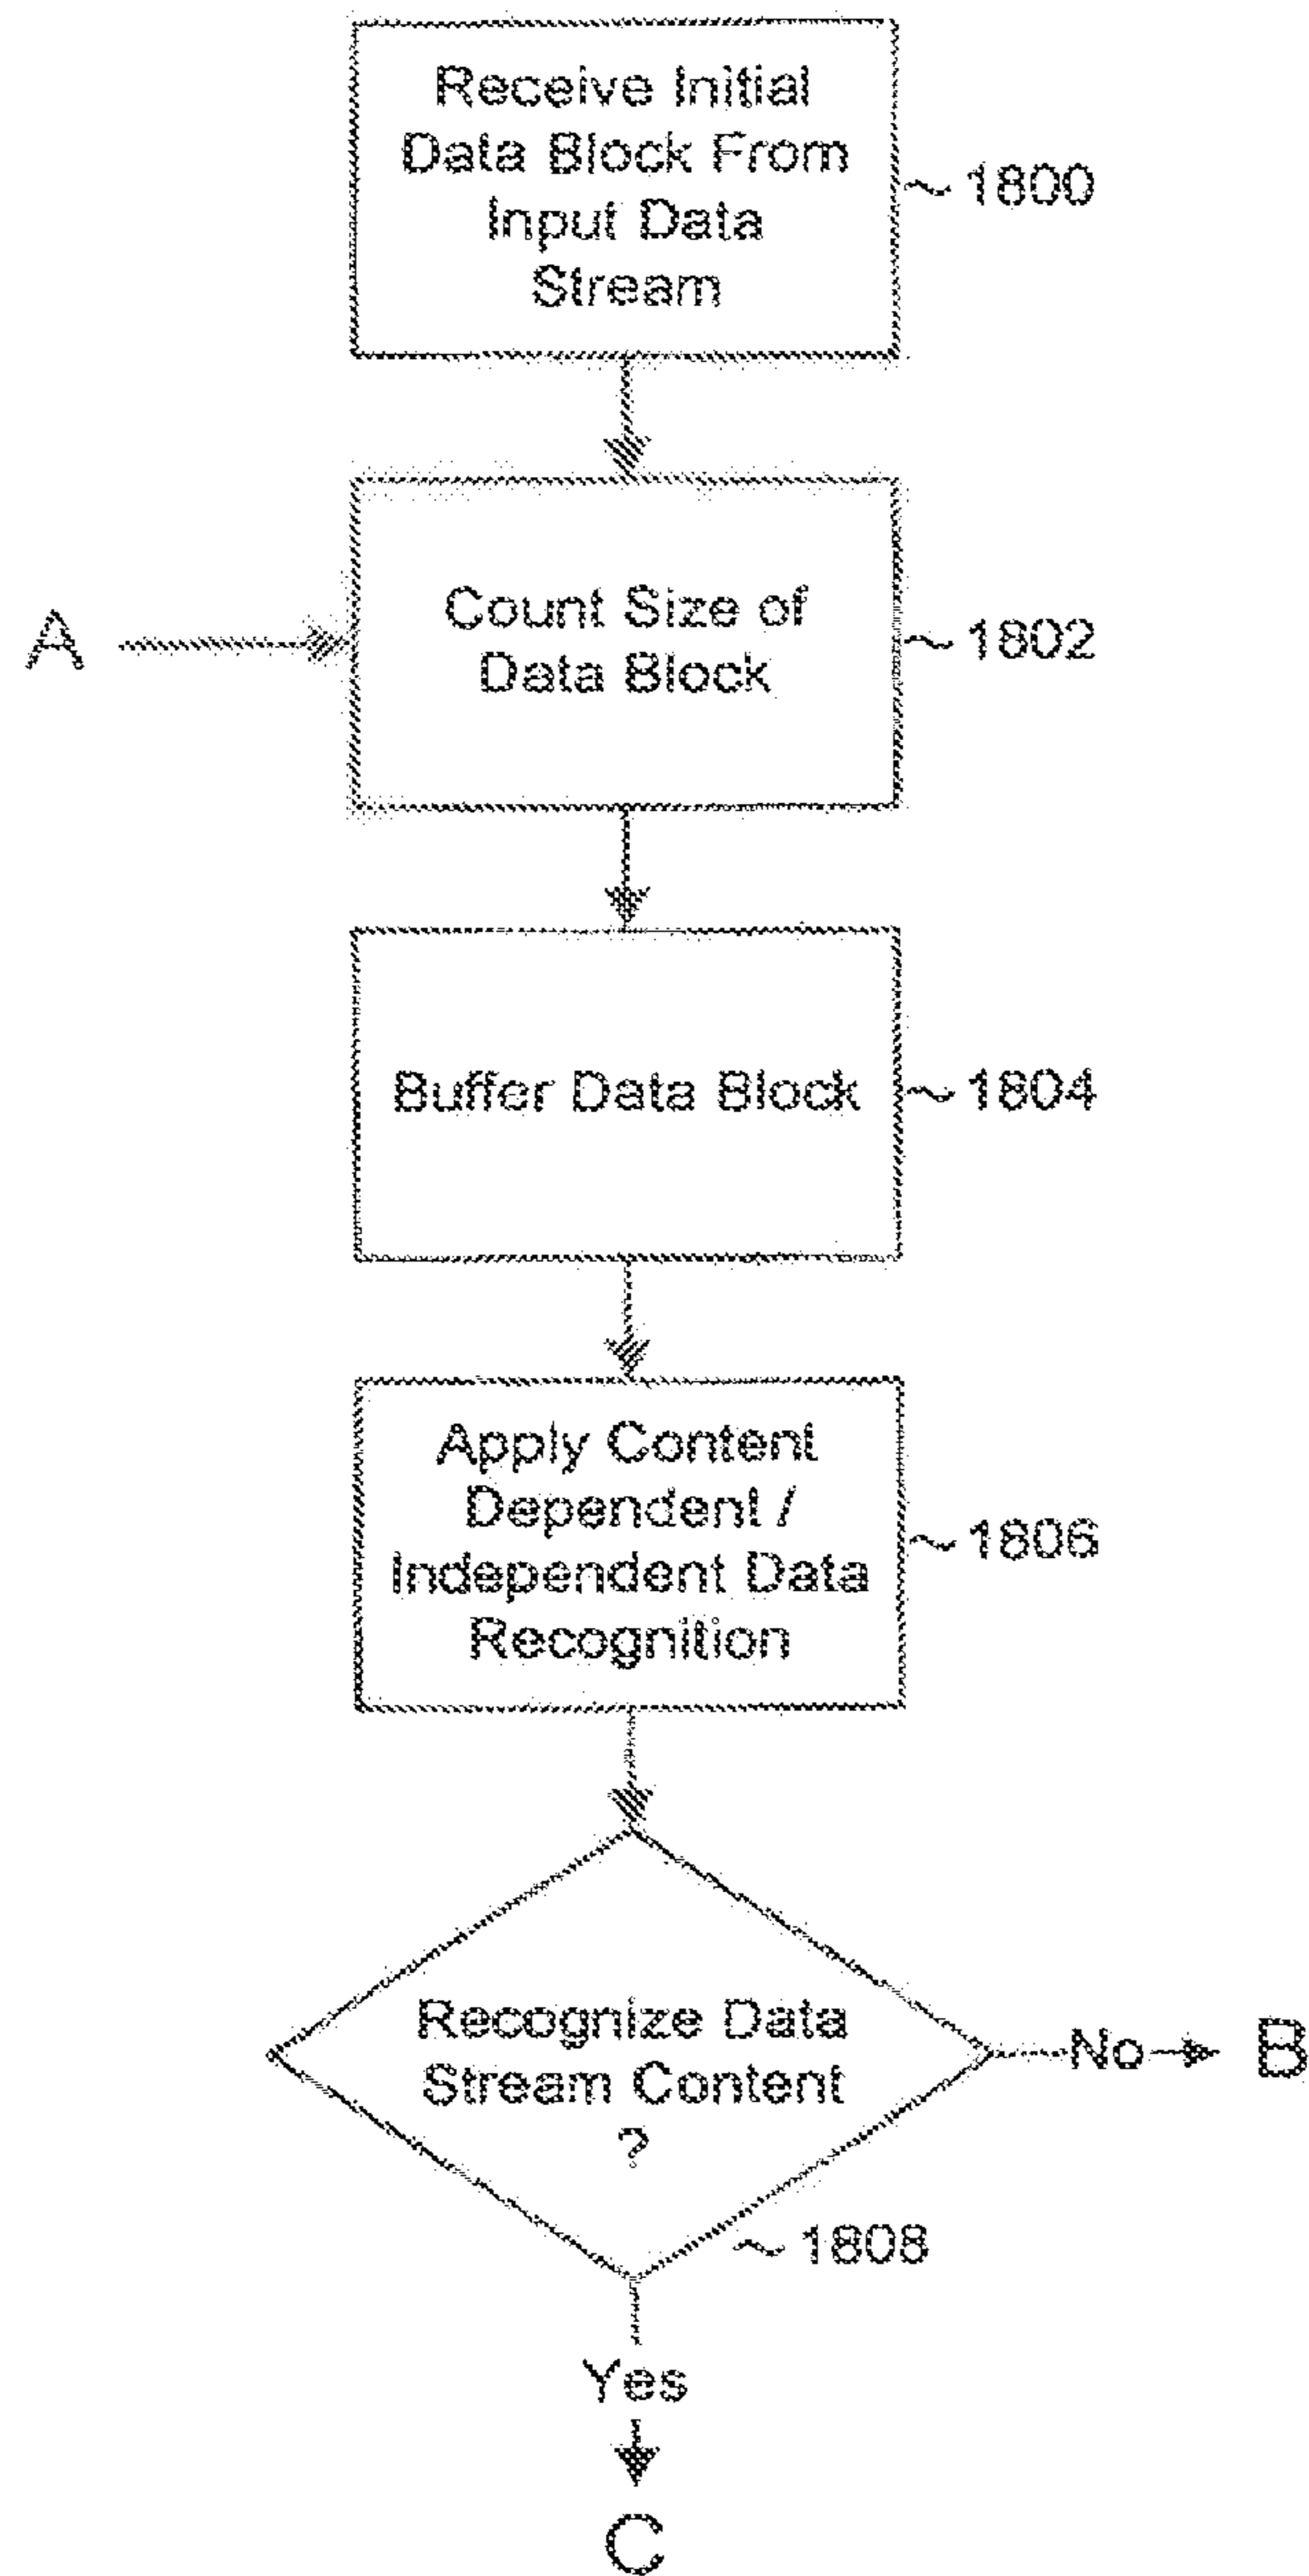 Receive Initial
Data Block From
Input Data
Stream
~ 1800
A
Count Size of
Data Block
~ 1802
Buffer Data Block
~ 1804
Apply Content
Dependent /
Independent Data
Recognition
~ 1806
Recognize Data
Stream Content
?
No
B
~ 1808
Yes
C